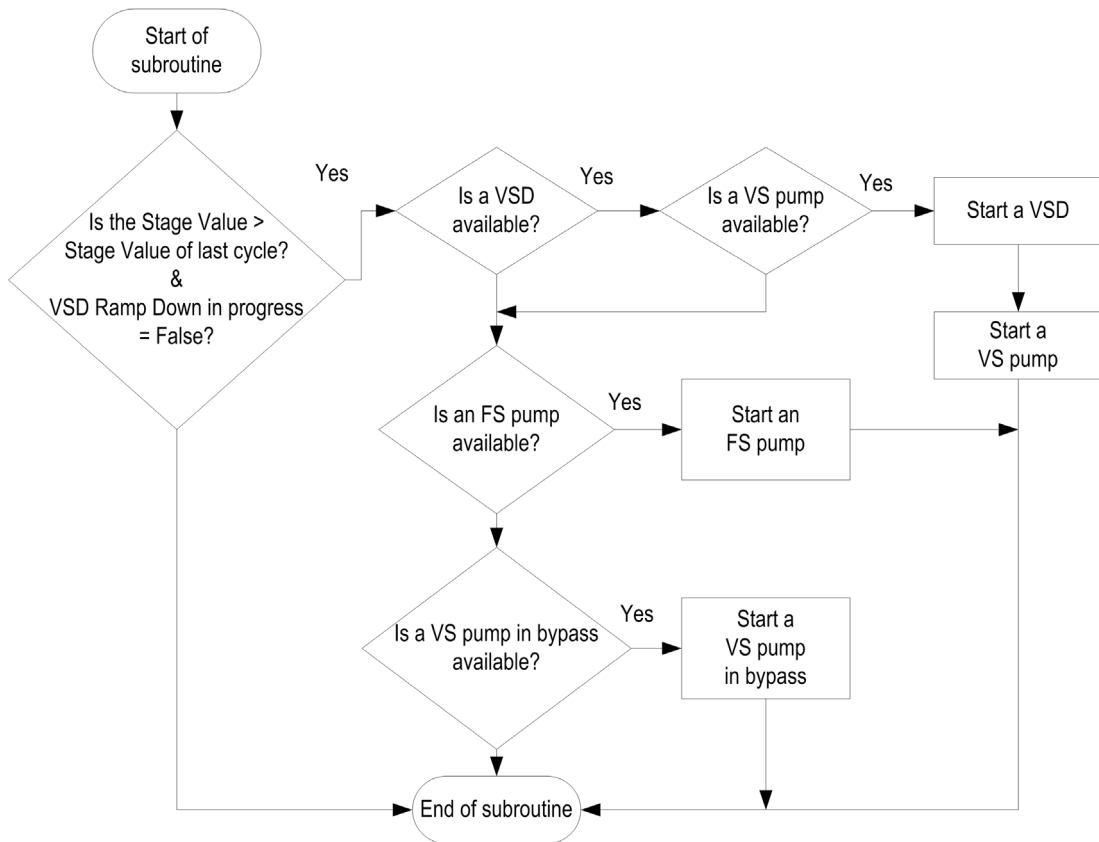 Start of
subroutine
Is the Stage Value >
Stage Value of last cycle?
&
VSD Ramp Down in progress
= False?
Yes
Is a VSD
available?
Yes
Is a VS pump
available?
Yes
Start a VSD
Start a
VS pump
Is an FS pump
available?
Yes
Start an
FS pump
Is a VS pump in bypass
available?
Yes
Start a
VS pump
in bypass
End of subroutine